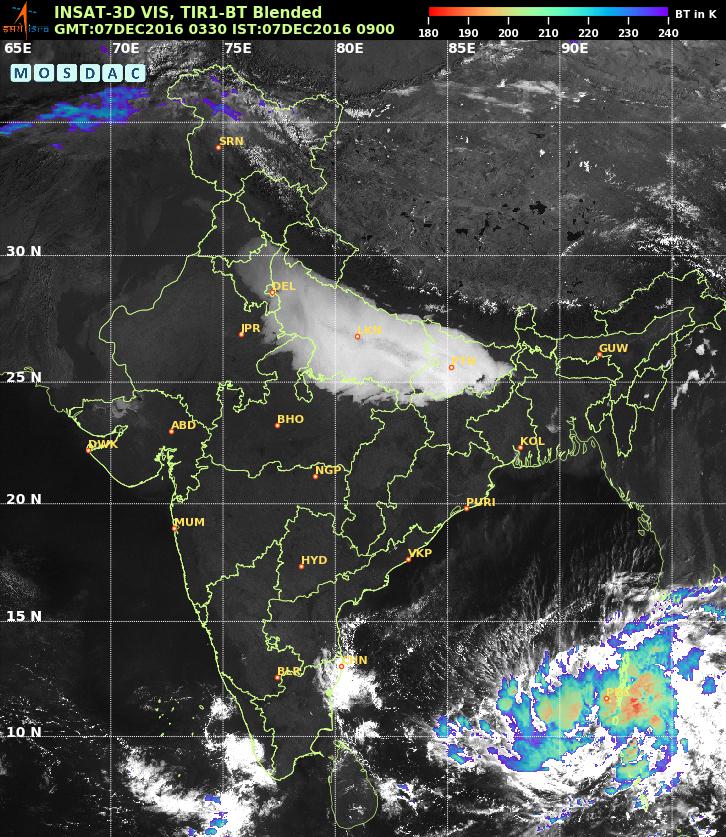 INSAT-3D VIS, TIR1-BT Blended
GMT:07DEC2016 0330 IST:07DEC2016 0900
BT in K
180 190 200 210 220 230 240
65E 70E 75E 80E 85E 90E
M O S D A C
SRN
30 N
DEL
JPR
LKN
GUW
PTN
25 N
BHO
ABD
DWK
KOL
NGP
20 N
PURI
MUM
VKP
HYD
15 N
CHN
BLR
10 N